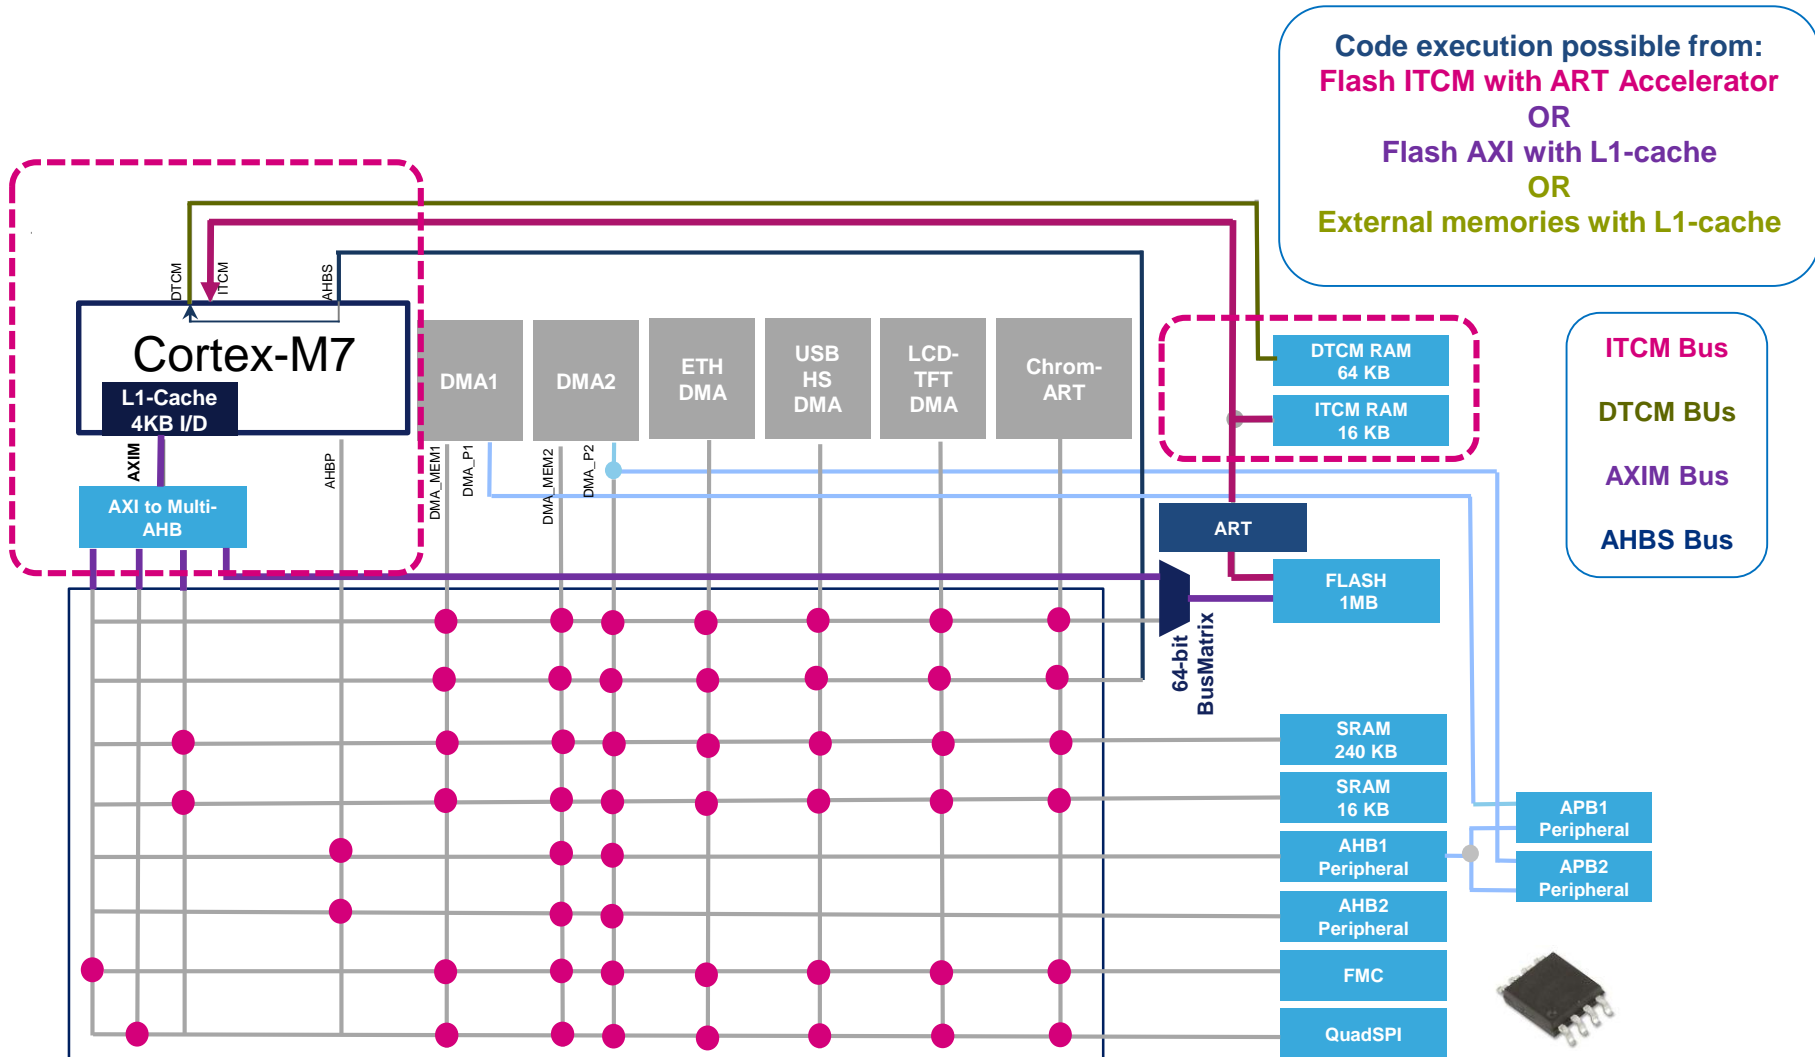 Code execution possible from:
Flash ITCM with ART Accelerator
OR
Flash AXI with L1-cache
OR
External memories with L1-cache
DTCM
ITCM
AHBS
Cortex-M7
L1-Cache
4KB I/D
DMA1
DMA2
ETH
DMA
USB
HS
DMA
LCD-
TFT
DMA
Chrom-
ART
DTCM RAM
64 KB
ITCM RAM
16 KB
ITCM Bus
DTCM BUs
AXIM Bus
AHBS Bus
AXIM
AHBP
DMA_MEM1
DMA_P1
DMA_MEM2
DMA_P2
AXI to Multi-
AHB
ART
FLASH
1MB
64-bit
BusMatrix
SRAM
240 KB
SRAM
16 KB
AHB1
Peripheral
APB1
Peripheral
APB2
Peripheral
AHB2
Peripheral
FMC
QuadSPI